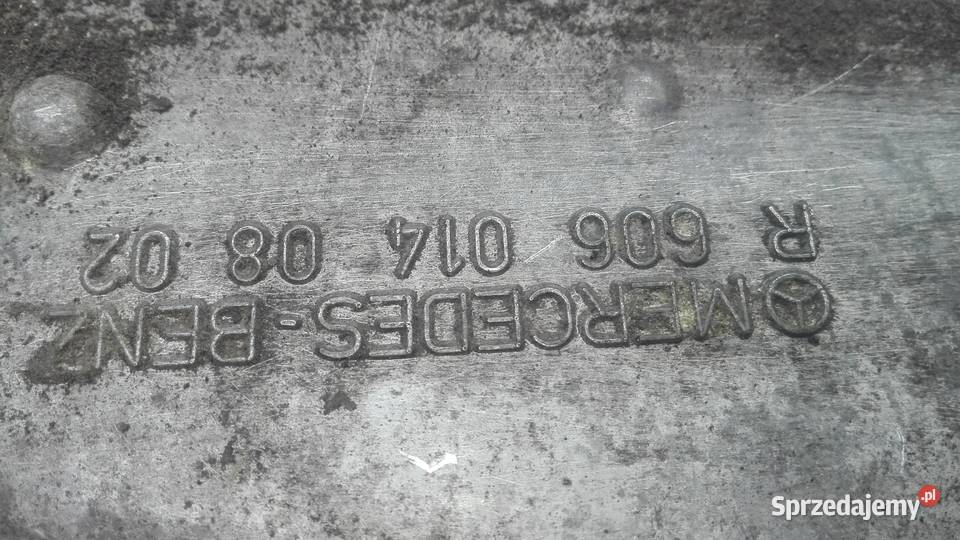 MERCEDES-BENZ
R 606 014 08 02
Sprzedajemy.pl